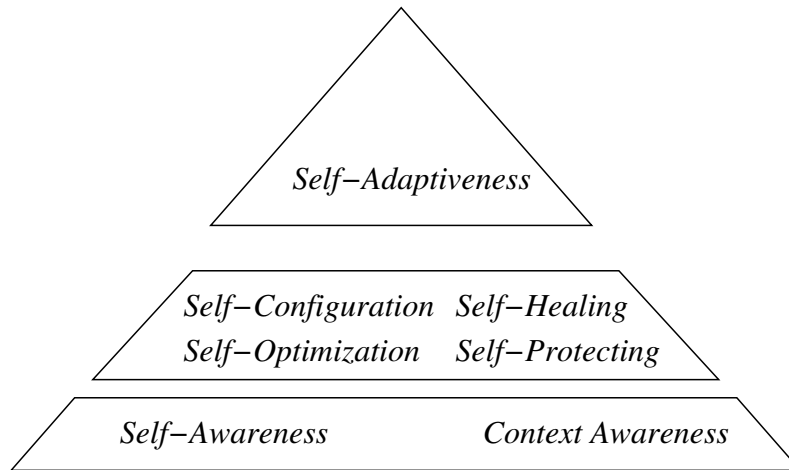 Self−Adaptiveness
Self−Configuration Self−Healing
Self−Optimization Self−Protecting
Self−Awareness Context Awareness